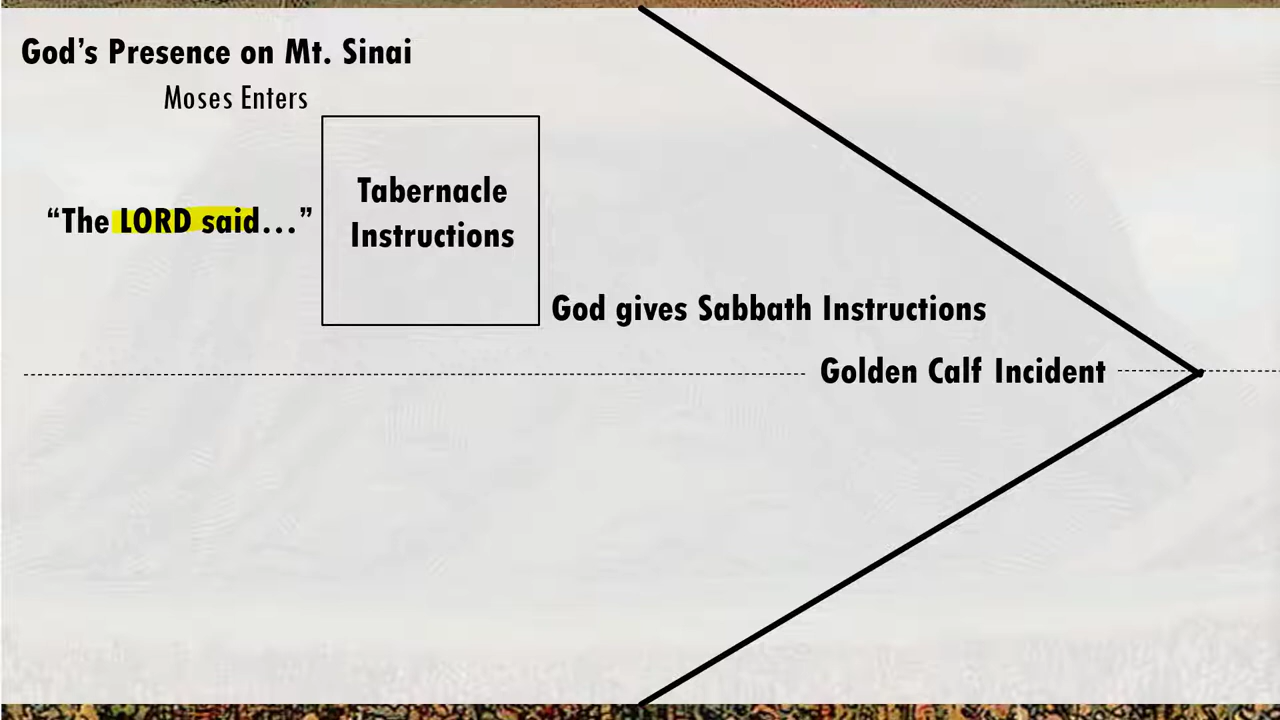 God’s Presence on Mt. Sinai
Moses Enters
“The LORD said…”
Tabernacle
Instructions
God gives Sabbath Instructions
Golden Calf Incident